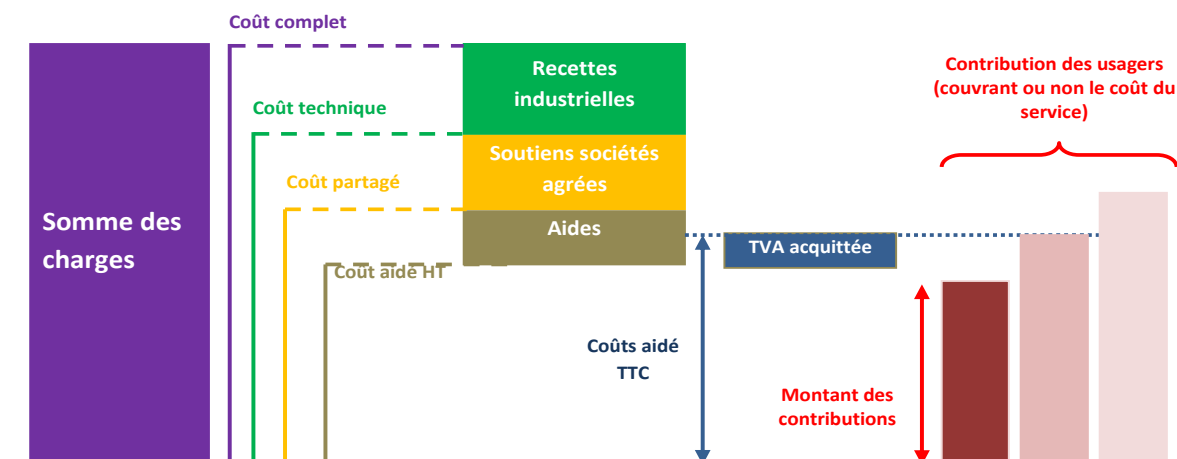 Coût complet
Recettes
industrielles
Contribution des usagers
(couvrant ou non le coût du
service)
Coût technique
Soutiens sociétés
agrées
Coût partagé
Somme des
charges
Aides
TVA acquittée
Coût aidé HT
Coûts aidé
TTC
Montant des
contributions